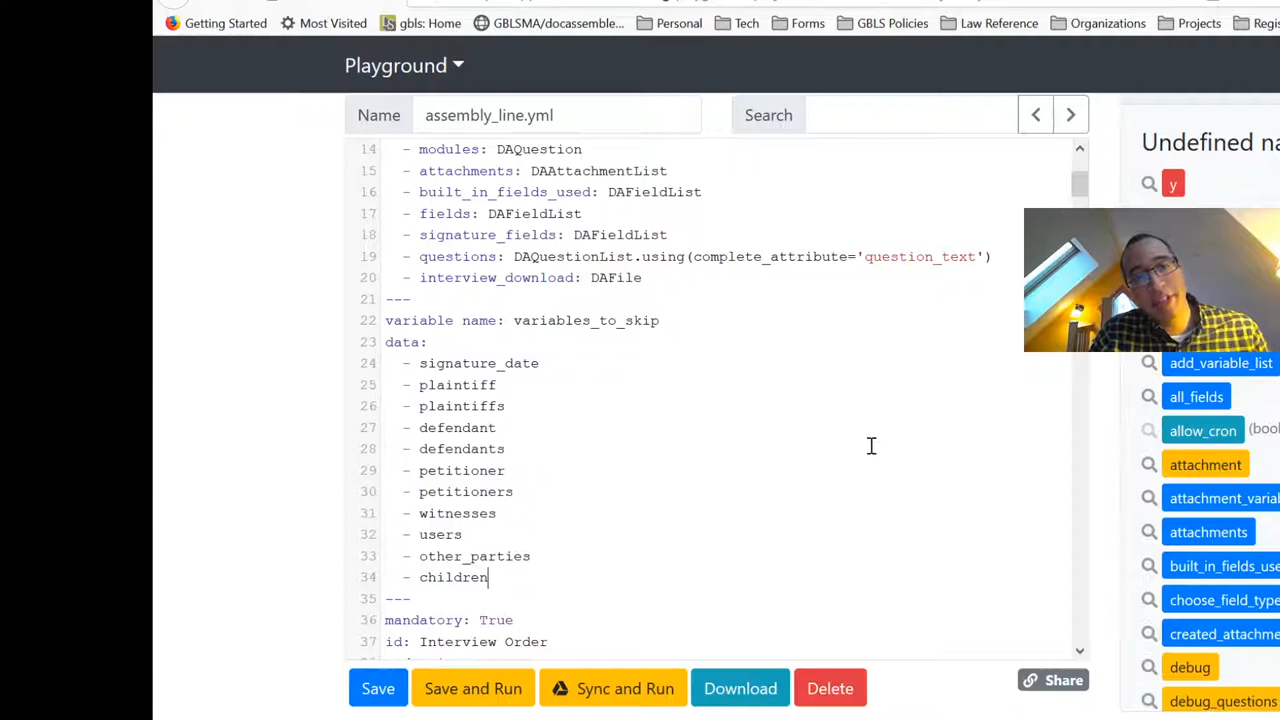 Getting Started Most Visited gbls: Home GBLSMA/docassemble... Personal Tech Forms GBLS Policies Law Reference Organizations Projects Regis
Playground
Name assembly_line.yml Search
Undefined na
14 - modules: DAQuestion
15 - attachments: DAAttachmentList
y
16 - built_in_fields_used: DAFieldList
17 - fields: DAFieldList
18 - signature_fields: DAFieldList
19 - questions: DAQuestionList.using(complete_attribute='question_text')
20 - interview_download: DAFile
21 ---
22 variable name: variables_to_skip
23 data:
24 - signature_date
add_variable_list
25 - plaintiff
all_fields
26 - plaintiffs
27 - defendant
allow_cron (boo
28 - defendants
attachment
29 - petitioner
30 - petitioners
attachment_variab
31 - witnesses
attachments
32 - users
33 - other_parties
built_in_fields_use
34 - children
choose_field_type
35 ---
36 mandatory: True
created_attachme
37 id: Interview Order
debug
Save Save and Run Sync and Run Download Delete Share
debug_questions